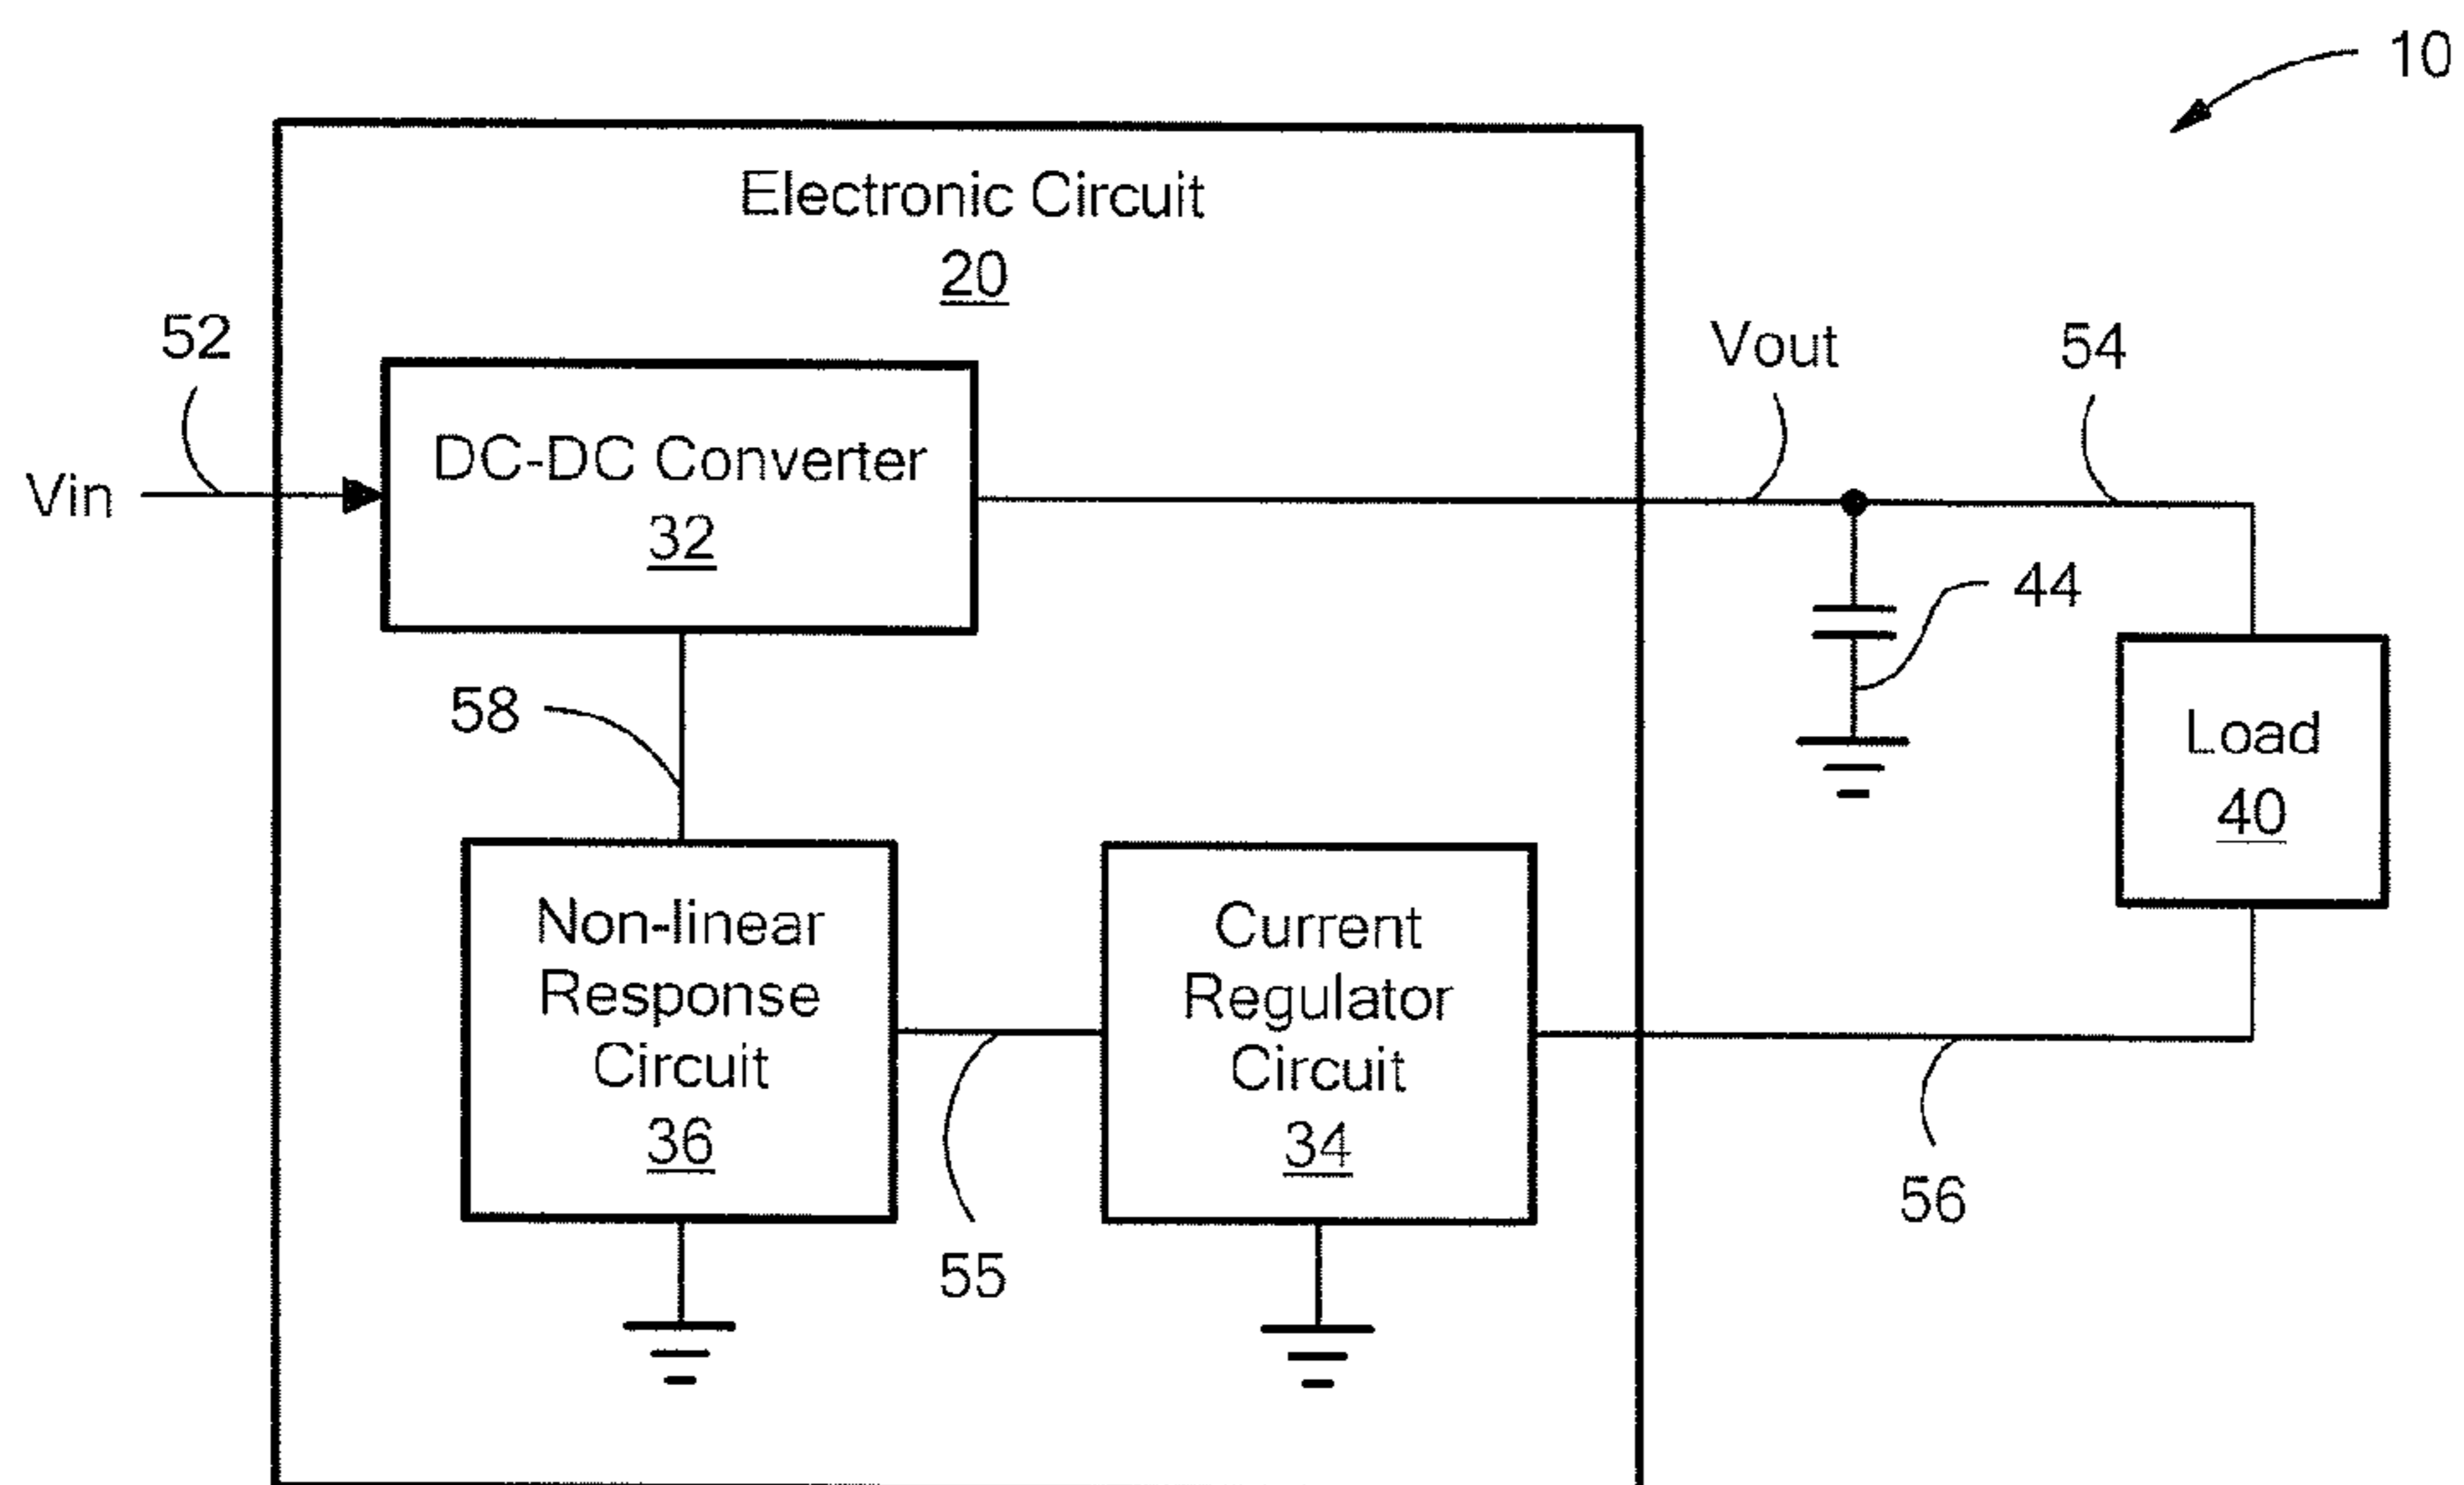 10
Electronic Circuit
20
52
Vout
54
Vin
DC-DC Converter
32
44
58
Load
40
Non-linear
Response
Circuit
36
Current
Regulator
Circuit
34
55
56